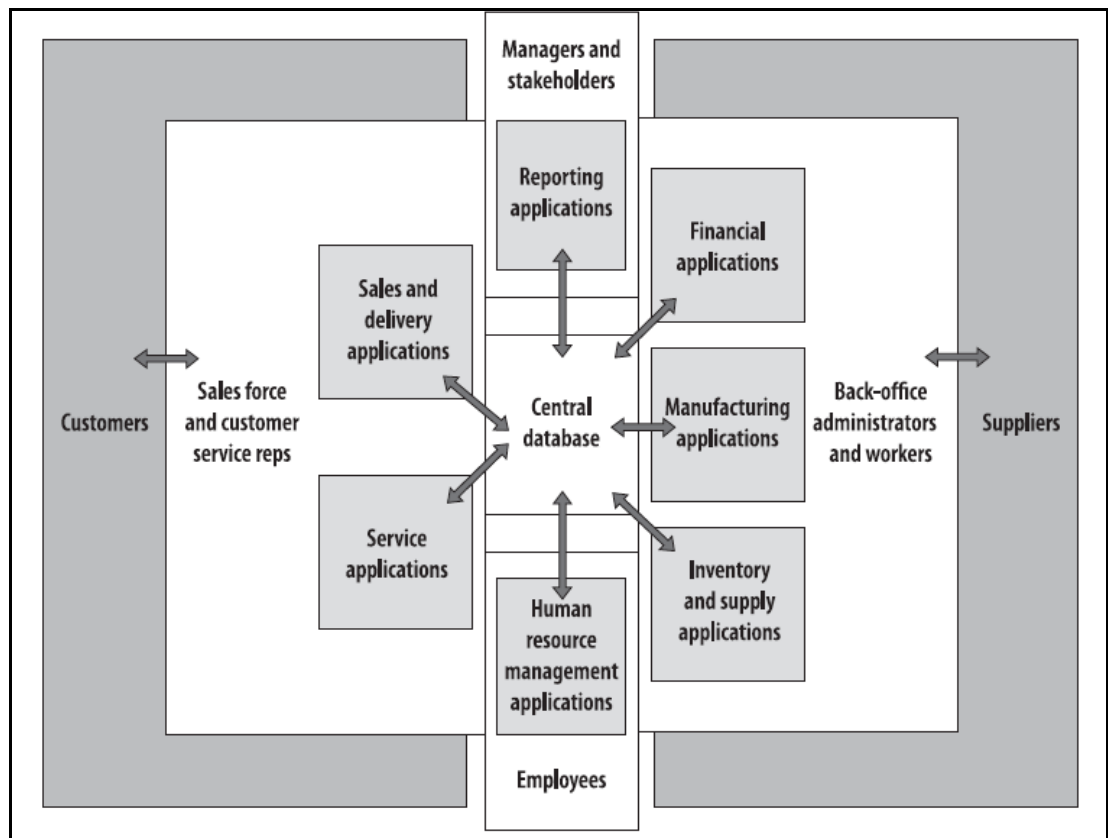 Managers and
stakeholders
Reporting
applications
Financial
applications
Sales and
delivery
applications
Customers
Sales force
and customer
service reps
Central
database
Manufacturing
applications
Back-office
administrators
and workers
Suppliers
Service
applications
Inventory
and supply
applications
Human
resource
management
applications
Employees